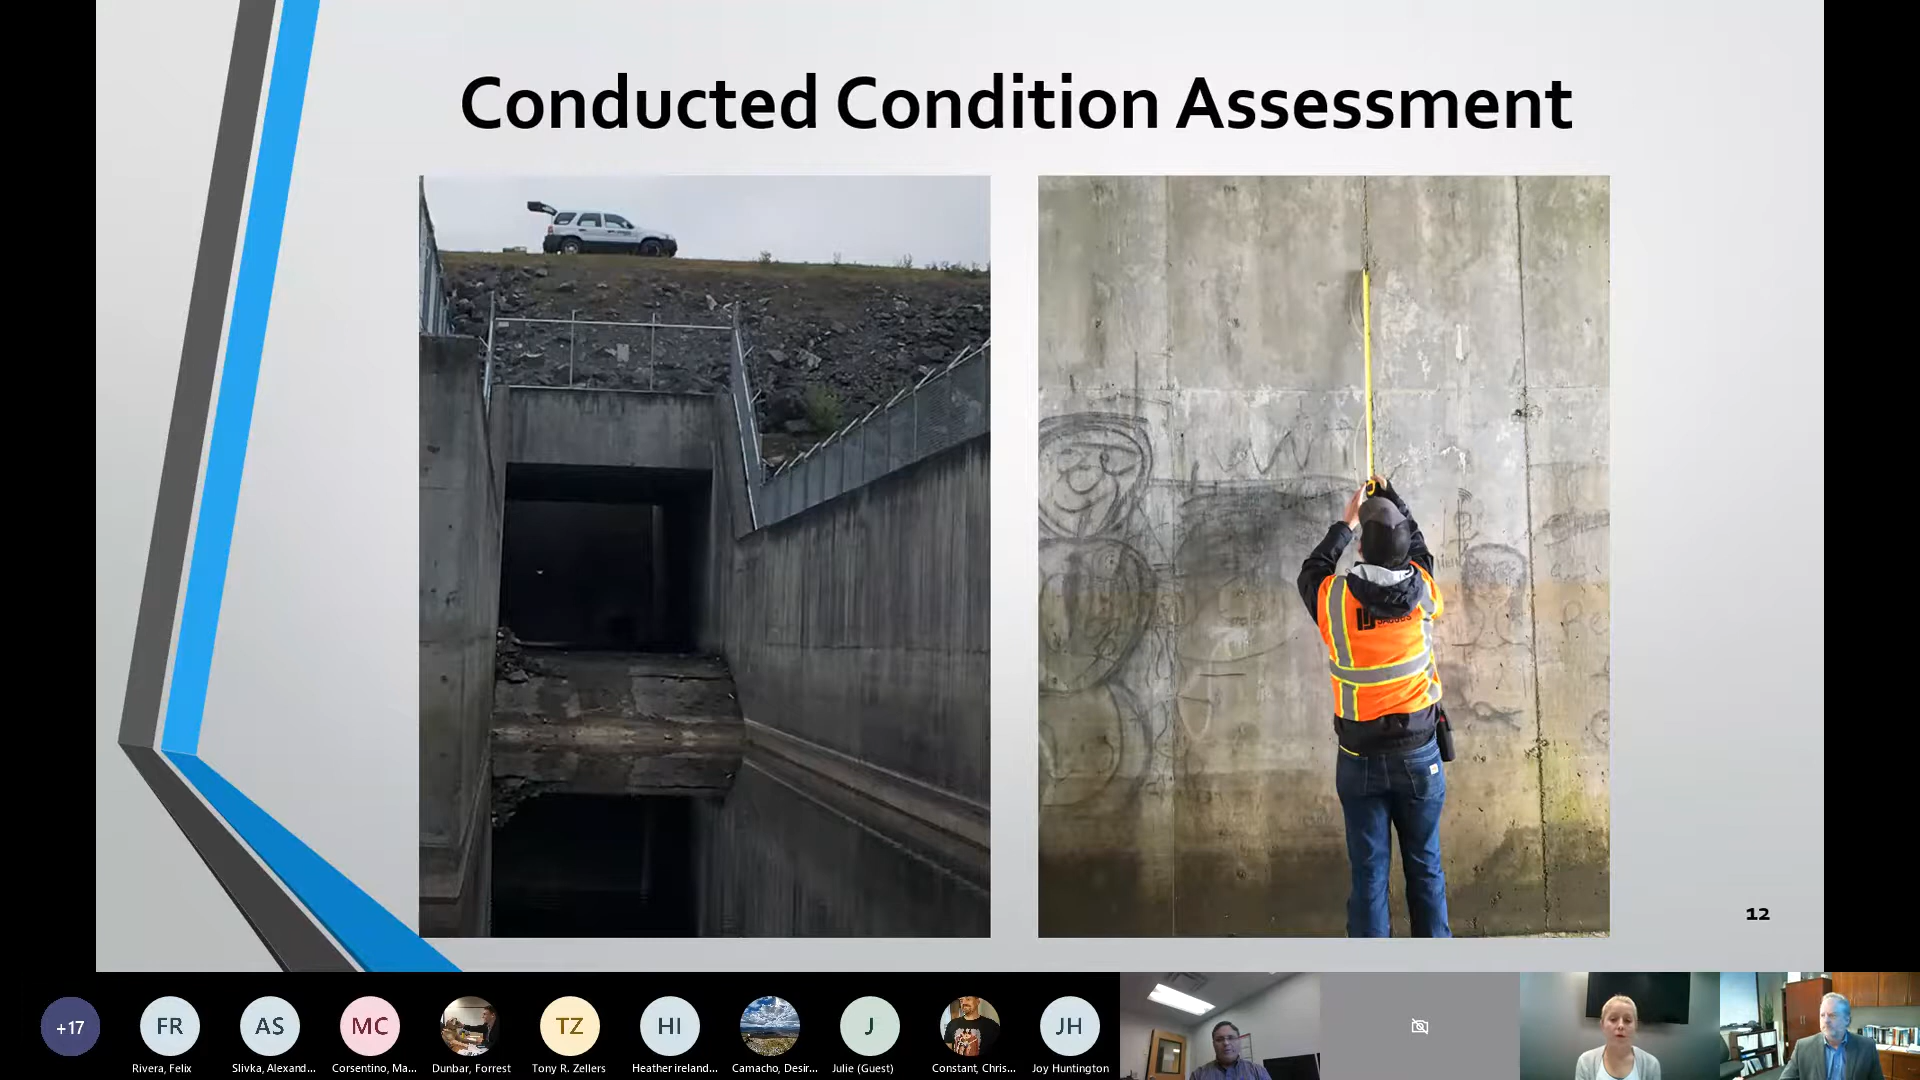 Conducted Condition Assessment
JACOBS
12
+17
FR
AS
MC
TZ
HI
J
JH
Rivera, Felix
Slivka, Alexand...
Corsentino, Ma...
Dunbar, Forrest
Tony R. Zellers
Heather ireland...
Camacho, Desir...
Julie (Guest)
Constant, Chris...
Joy Huntington